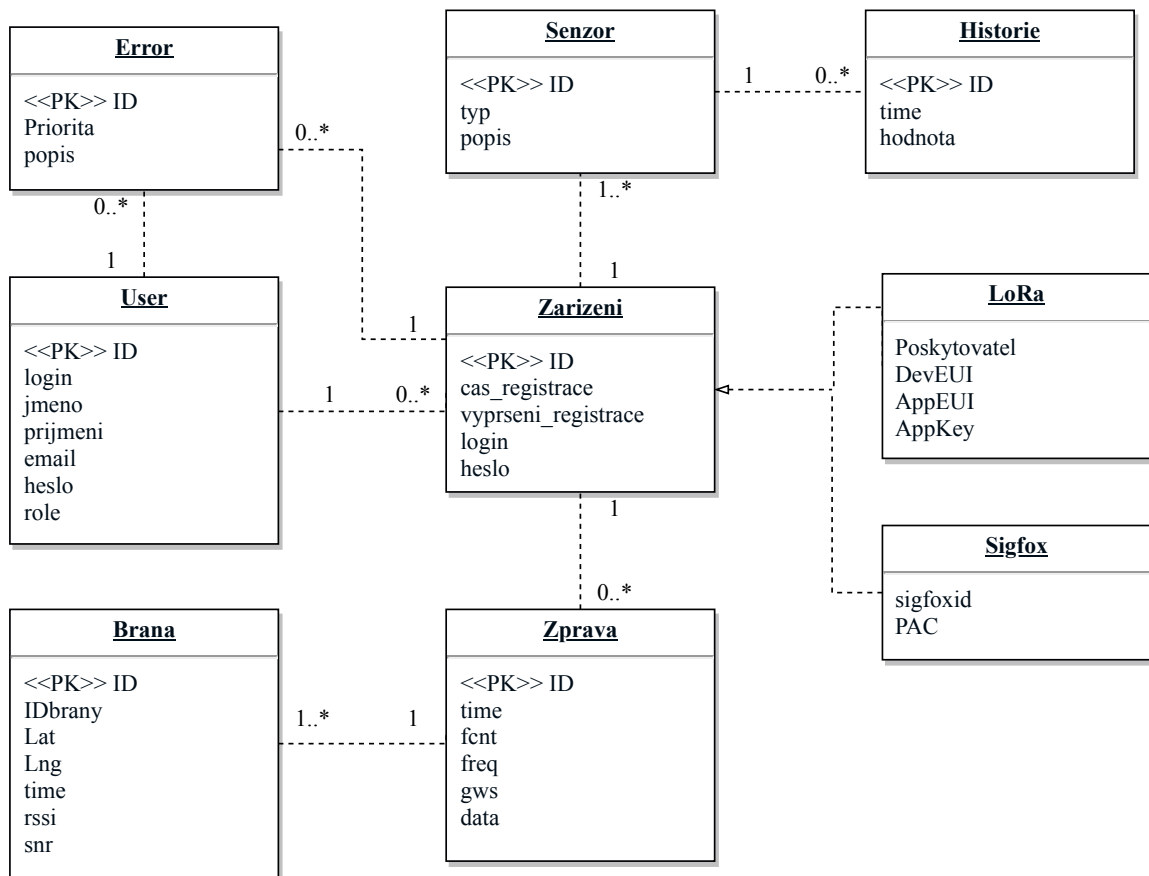 Error
<<PK>> ID
Priorita
popis
Senzor
<<PK>> ID
typ
popis
Historie
<<PK>> ID
time
hodnota
1
0..*
0..*
0..*
1
1..*
1
User
<<PK>> ID
login
jmeno
prijmeni
email
heslo
role
1
0..*
1
Zarizeni
<<PK>> ID
cas_registrace
vyprseni_registrace
login
heslo
LoRa
Poskytovatel
DevEUI
AppEUI
AppKey
1
0..*
Sigfox
sigfoxid
PAC
Brana
<<PK>> ID
IDbrany
Lat
Lng
time
rssi
snr
1..*
1
Zprava
<<PK>> ID
time
fcnt
freq
gws
data